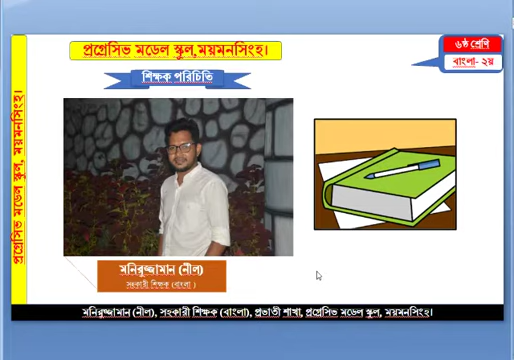 প্রগ্রেসিভ মডেল স্কুল,ময়মনসিংহ।
৬ষ্ঠ শ্রেণি
বাংলা- ২য়
শিক্ষক পরিচিতি
প্রগ্রেসিভ মডেল স্কুল, ময়মনসিংহ।
মনিরুজ্জামান (নীল)
সহকারী শিক্ষক (বাংলা )
মনিরুজ্জামান (নীল), সহকারী শিক্ষক (বাংলা), প্রভাতী শাখা, প্রগ্রেসিভ মডেল স্কুল, ময়মনসিংহ।